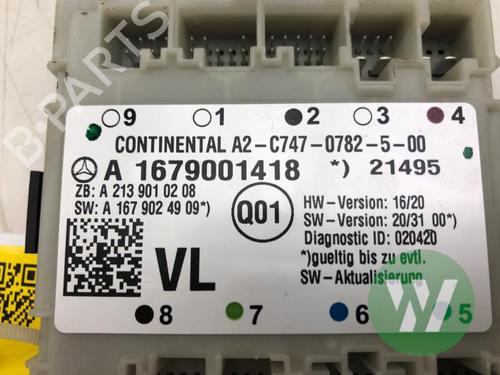 9 1 2 3 4
CONTINENTAL A2-C747-0782-5-00
A 1679001418 *) 21495
ZB: A 213 901 02 08
SW: A 167 902 49 09*)
Q01
HW-Version: 16/20
SW-Version: 20/31 00*)
Diagnostic ID: 020420
*)gueltig bis zu evtl.
SW-Aktualisierung
VL
8 7 6 5
B-PARTS
W